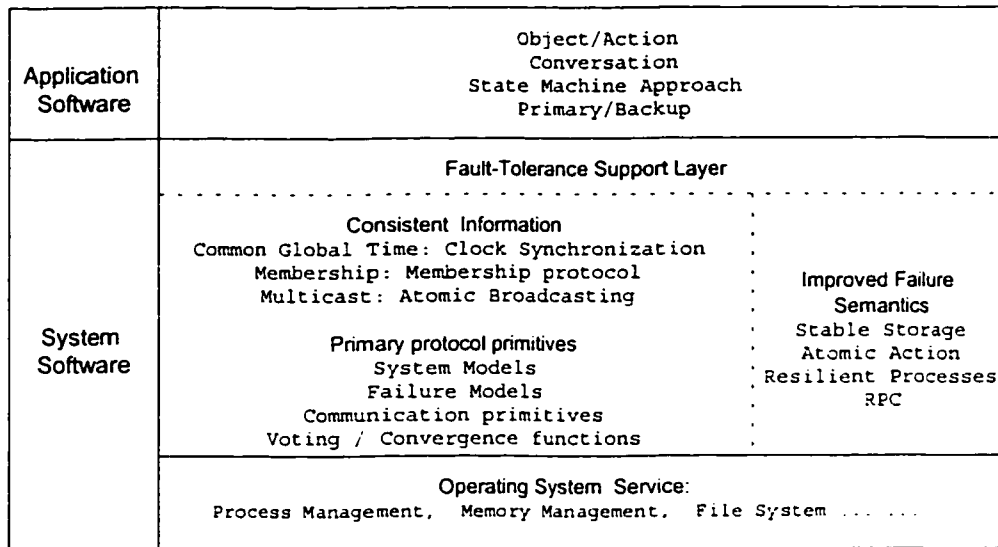 Application
Software
Object/Action
Conversation
State Machine Approach
Primary/Backup
System
Software
Fault-Tolerance Support Layer
Consistent Information
Common Global Time: Clock Synchronization
Membership: Membership protocol
Multicast: Atomic Broadcasting
Primary protocol primitives
System Models
Failure Models
Communication primitives
Voting / Convergence functions
Improved Failure
Semantics
Stable Storage
Atomic Action
Resilient Processes
RPC
Operating System Service:
Process Management, Memory Management, File System ... ...